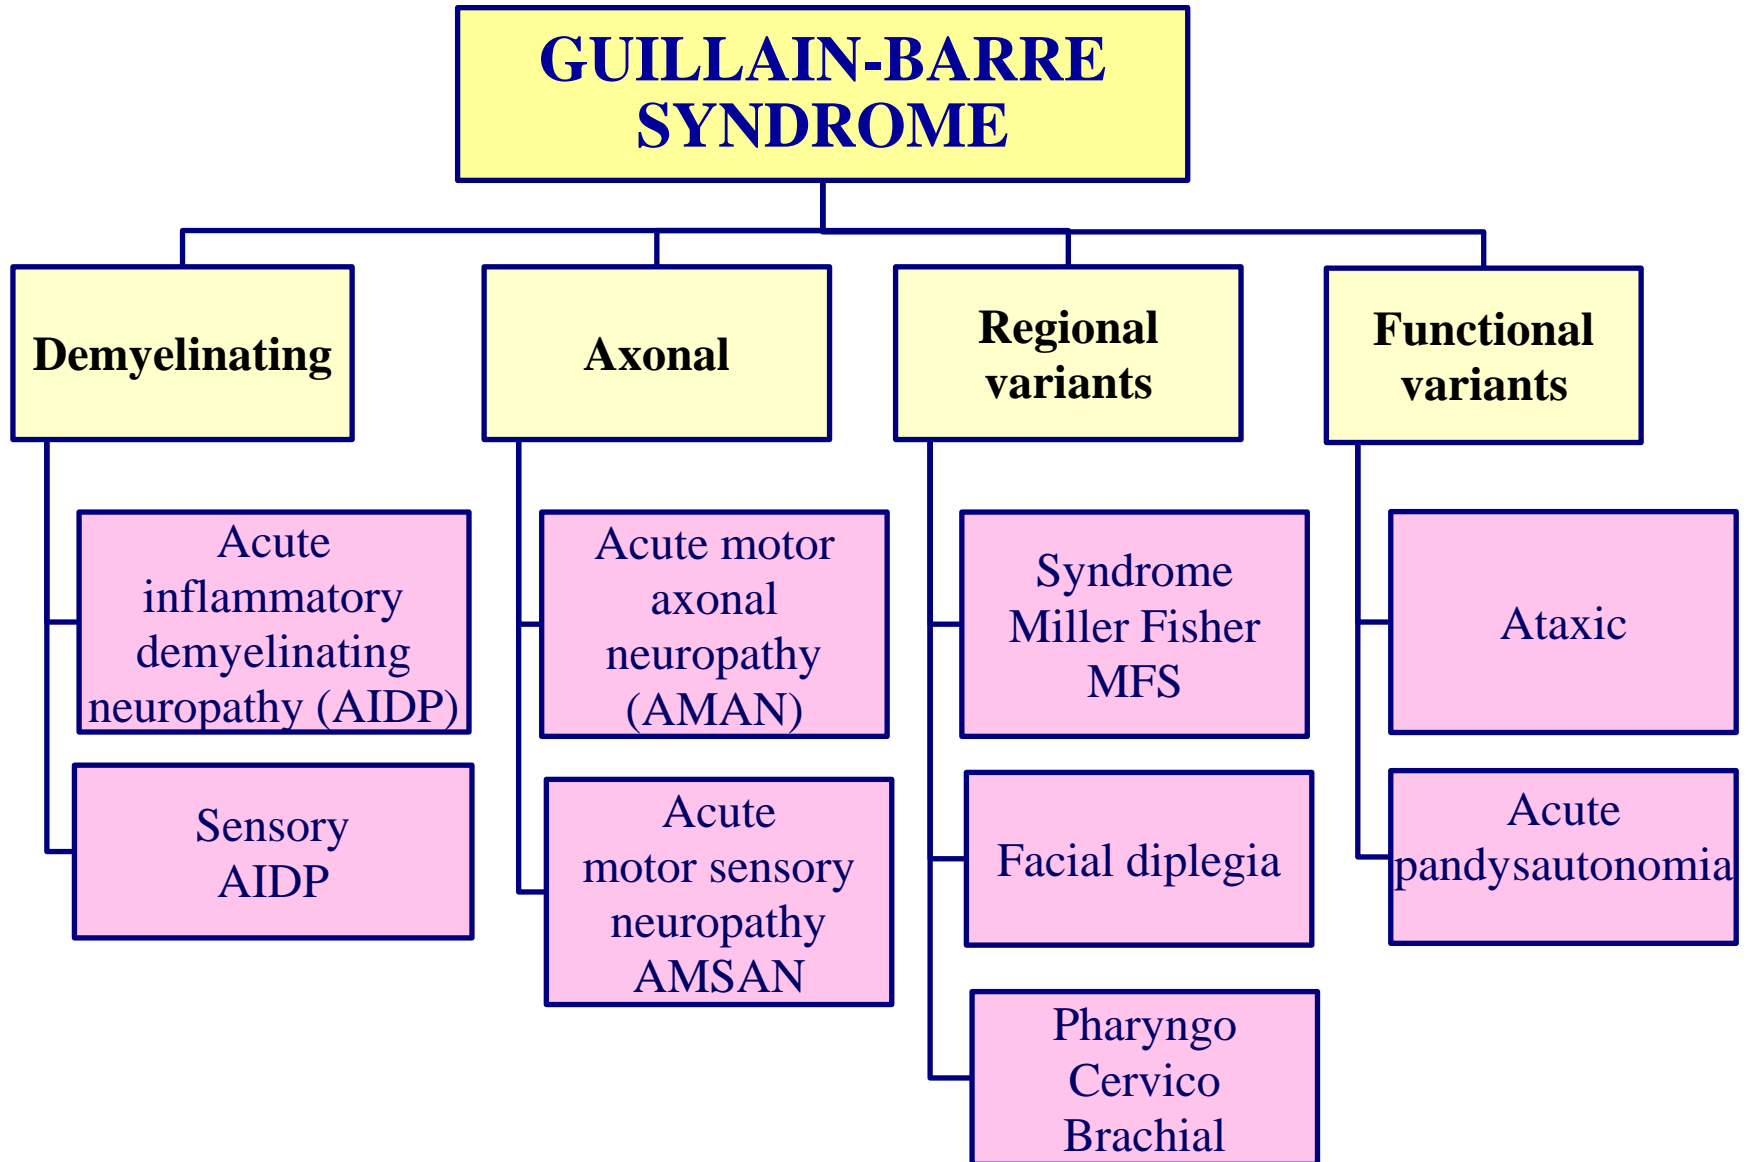 GUILLAIN-BARRE
SYNDROME
Demyelinating
Axonal
Regional
variants
Functional
variants
Acute
inflammatory
demyelinating
neuropathy (AIDP)
Sensory
AIDP
Acute motor
axonal
neuropathy
(AMAN)
Acute
motor sensory
neuropathy
AMSAN
Syndrome
Miller Fisher
MFS
Facial diplegia
Pharyngo
Cervico
Brachial
Ataxic
Acute
pandysautonomia